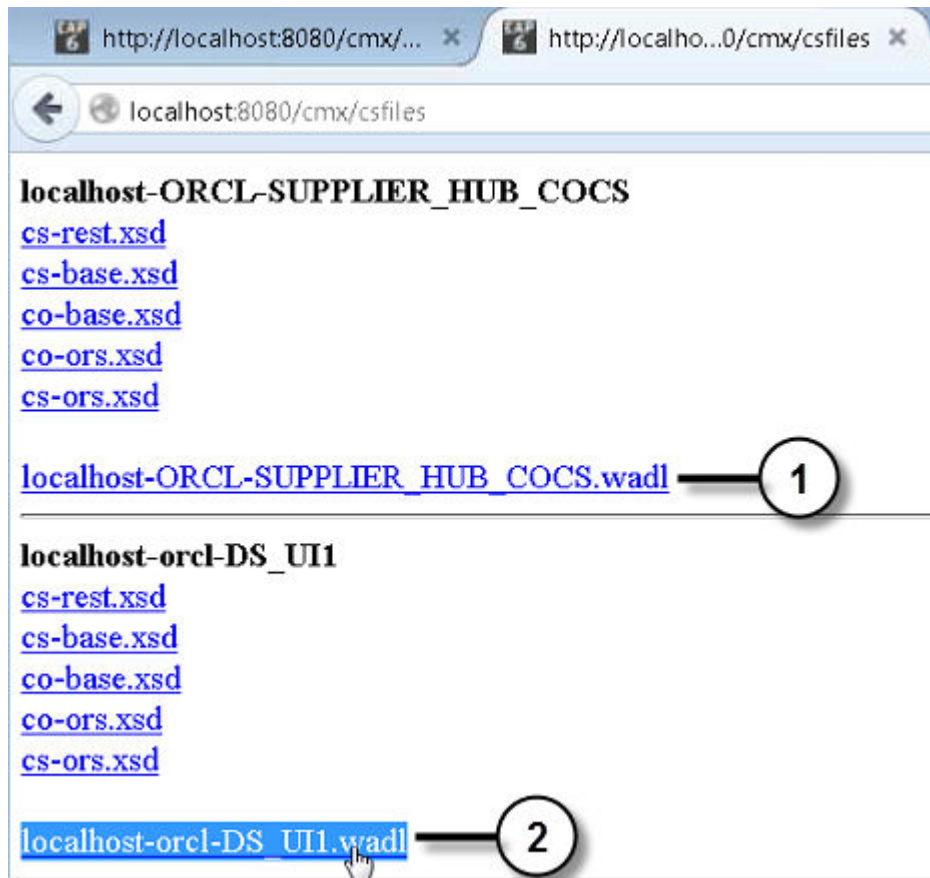 http://localhost:8080/cmx/... × http://localho...0/cmx/csfiles ×
localhost:8080/cmx/csfiles
localhost-ORCL-SUPPLIER_HUB_COCS
cs-rest.xsd
cs-base.xsd
co-base.xsd
co-ors.xsd
cs-ors.xsd
localhost-ORCL-SUPPLIER_HUB_COCS.wadl 1
localhost-orcl-DS_UI1
cs-rest.xsd
cs-base.xsd
co-base.xsd
co-ors.xsd
cs-ors.xsd
localhost-orcl-DS_UI1.wadl 2